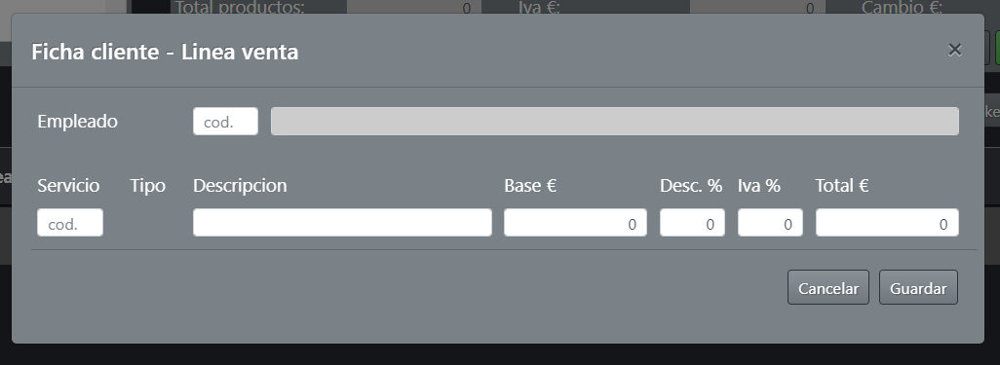 Total productos: 0 Iva €: 0 Cambio €:
Ficha cliente - Linea venta ×
Empleado cod.
Servicio Tipo Descripcion Base € Desc. % Iva % Total €
cod. 0 0 0 0
Cancelar Guardar